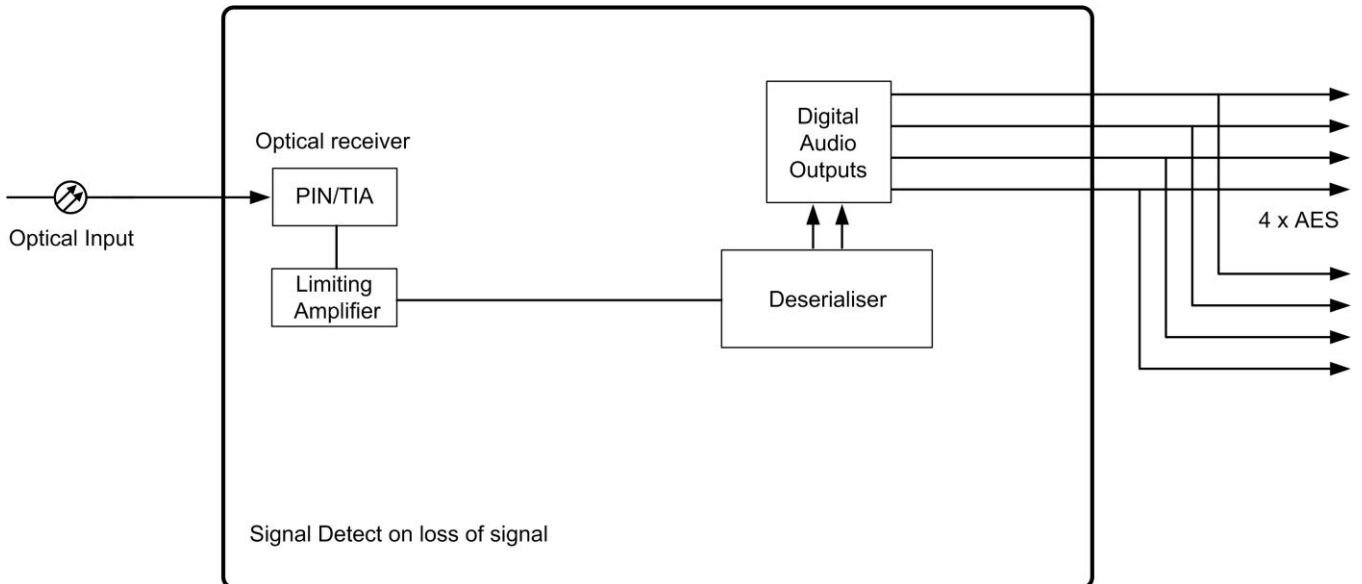 Optical Input
Optical receiver
PIN/TIA
Limiting
Amplifier
Digital
Audio
Outputs
Deserialiser
4 x AES
Signal Detect on loss of signal